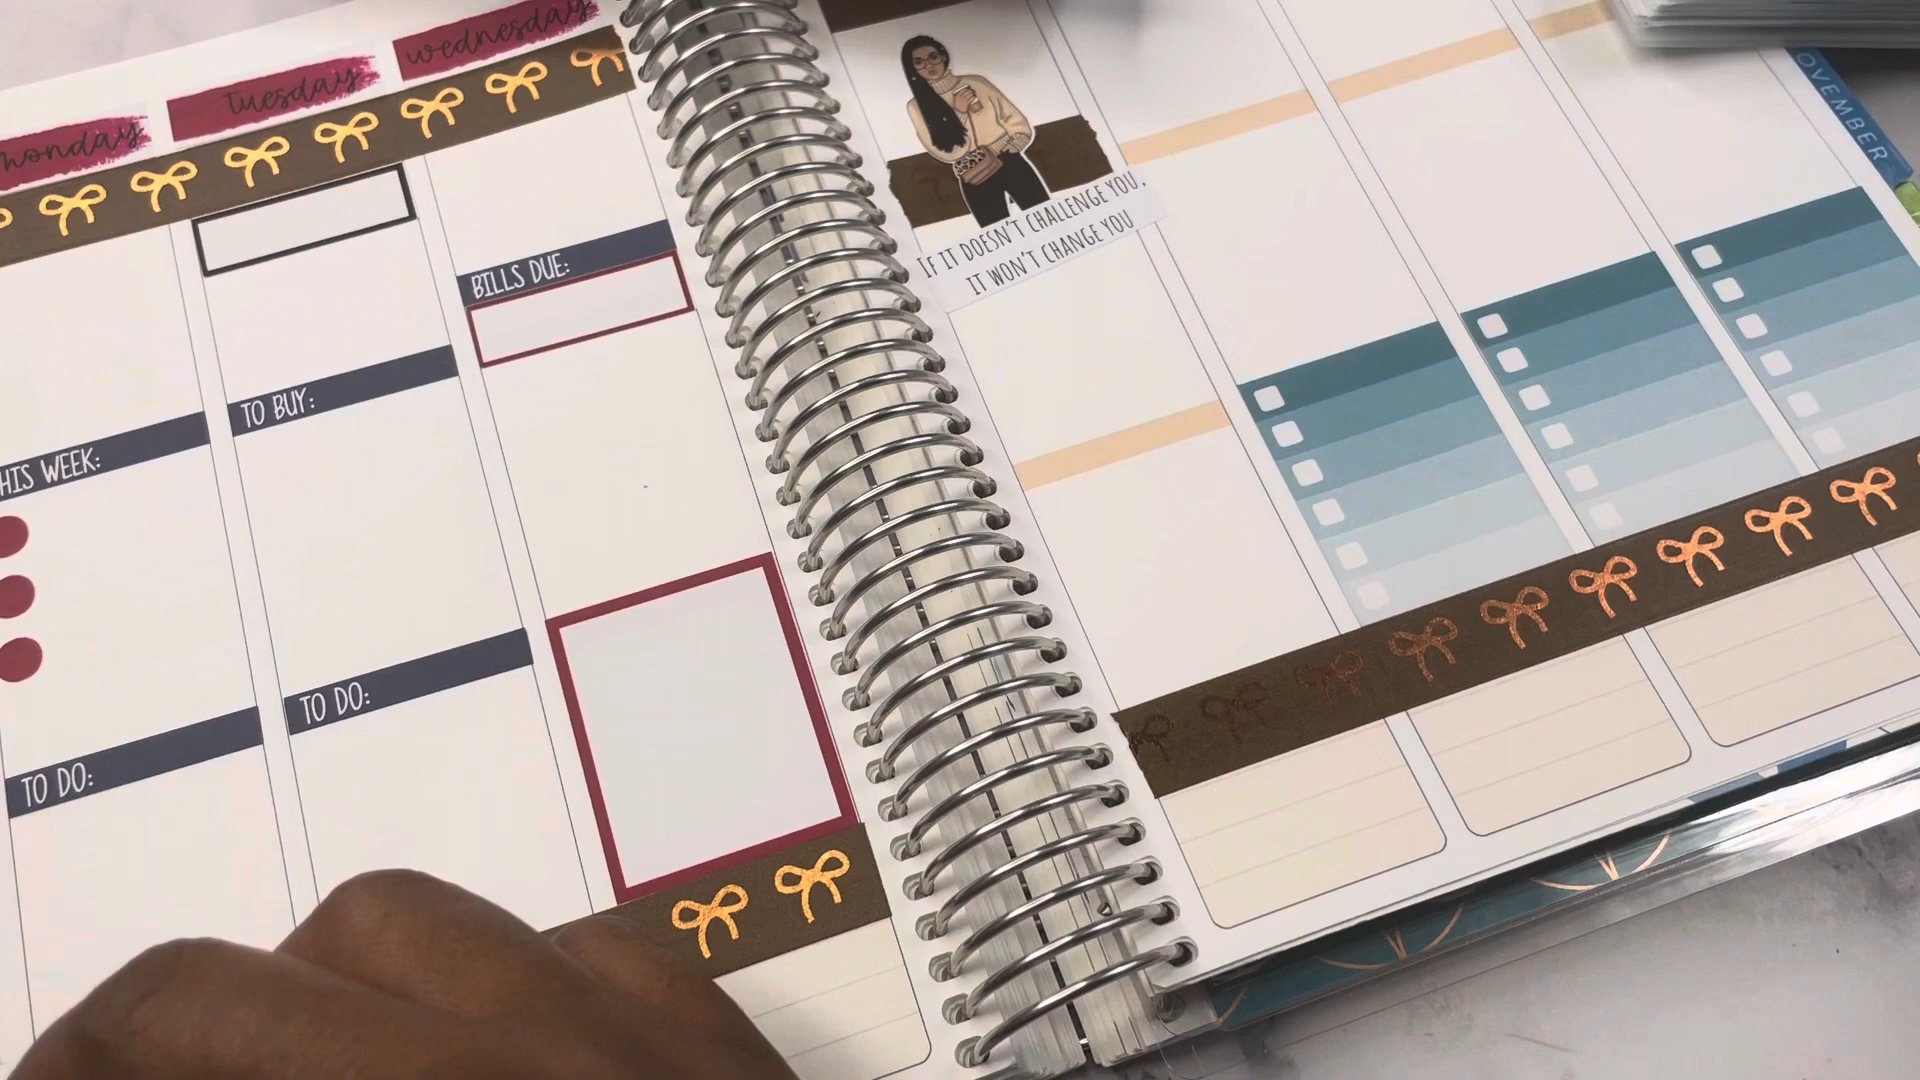 monday
tuesday
wednesday
BILLS DUE:
TO BUY:
HIS WEEK:
TO DO:
TO DO:
IF IT DOESN'T CHALLENGE YOU,
IT WON'T CHANGE YOU
OVEMBER